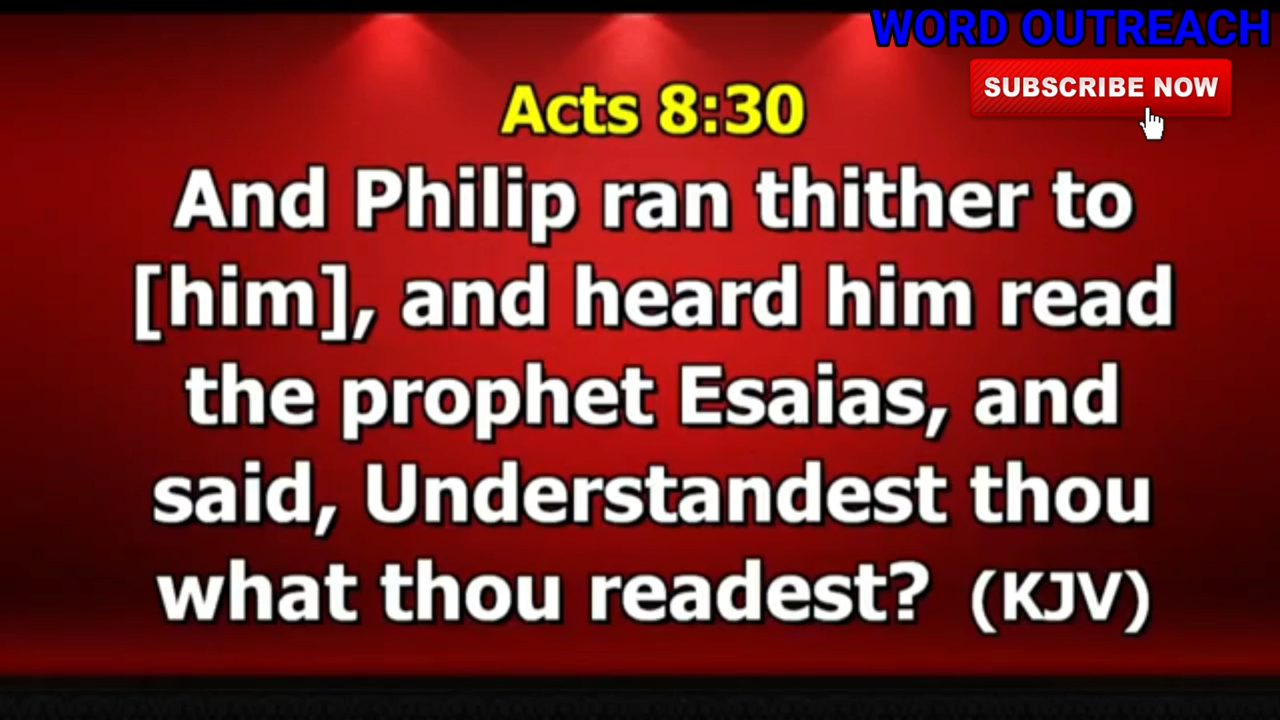 WORD OUTREACH
SUBSCRIBE NOW
Acts 8:30
And Philip ran thither to
[him], and heard him read
the prophet Esaias, and
said, Understandest thou
what thou readest? (KJV)